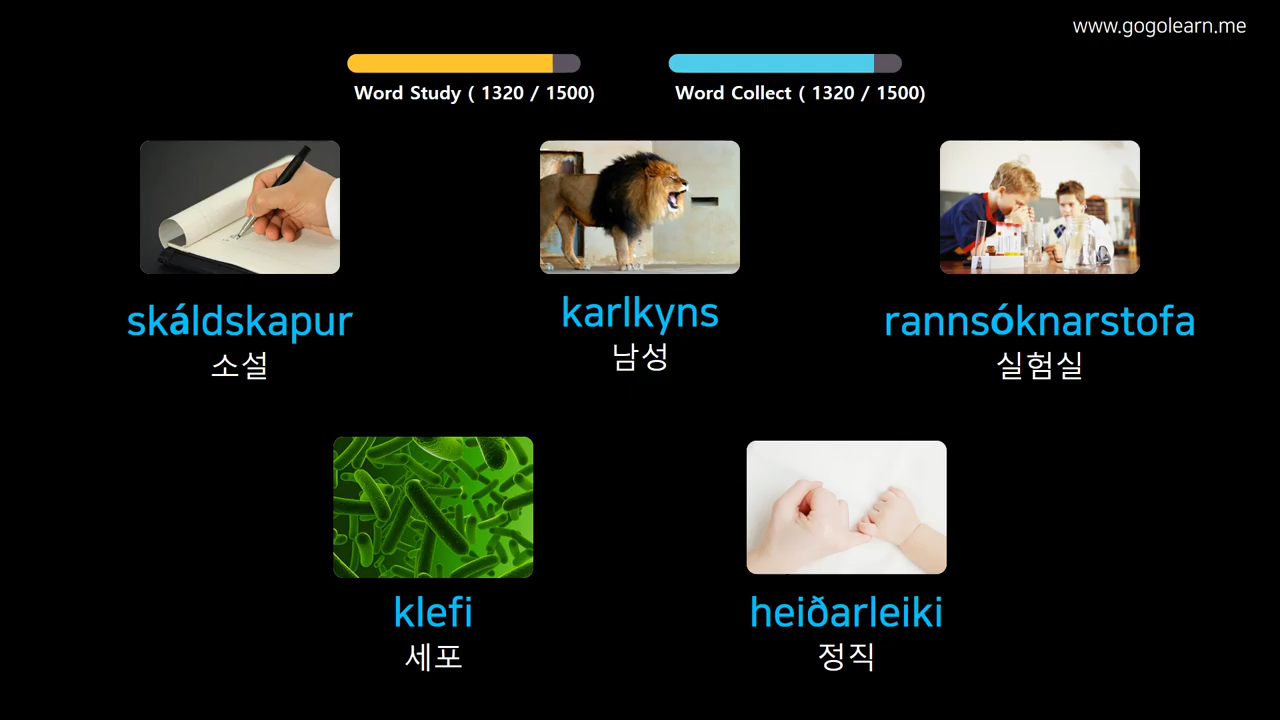 www.gogolearn.me
Word Study ( 1320 / 1500)
Word Collect ( 1320 / 1500)
skáldskapur
소설
karlkyns
남성
rannsóknarstofa
실험실
klefi
세포
heiðarleiki
정직